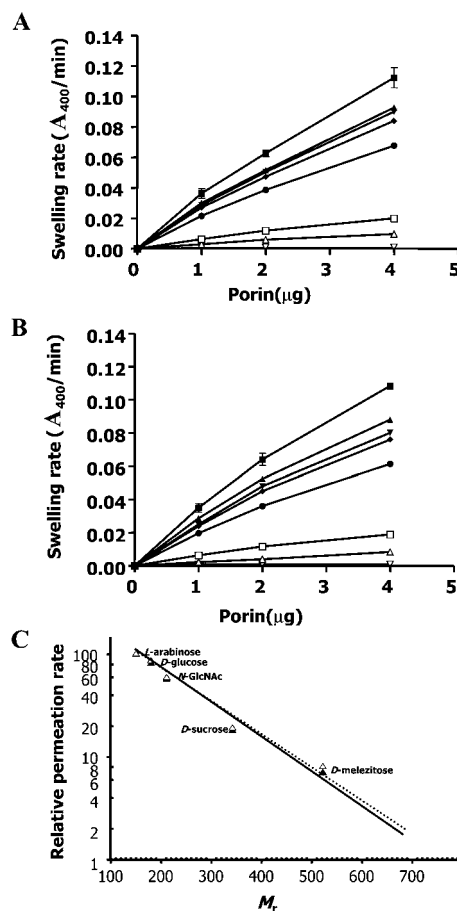 A
Swelling rate ( A400/min)
0.14
0.12
0.10
0.08
0.06
0.04
0.02
0.00
0 1 2 3 4 5
Porin(μg)
B
Swelling rate ( A400/min)
0.14
0.12
0.10
0.08
0.06
0.04
0.02
0.00
0 1 2 3 4 5
Porin(μg)
C
Relative permeation rate
100
80
60
40
20
10
8
6
4
2
1
L-arabinose
D-glucose
N-GlcNAc
D-sucrose
D-melezitose
100 200 300 400 500 600 700
Mr